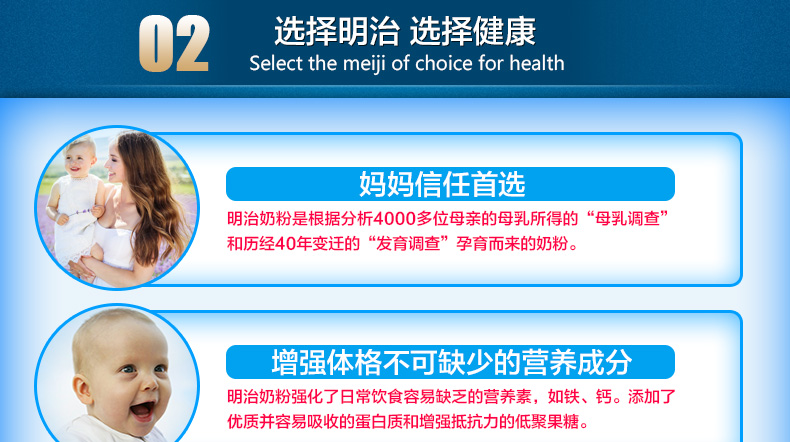 02
选择明治 选择健康
Select the meiji of choice for health
妈妈信任首选
明治奶粉是根据分析4000多位母亲的母乳所得的“母乳调查”
和历经40年变迁的“发育调查”孕育而来的奶粉。
增强体格不可缺少的营养成分
明治奶粉强化了日常饮食容易缺乏的营养素，如铁、钙。添加了
优质并容易吸收的蛋白质和增强抵抗力的低聚果糖。